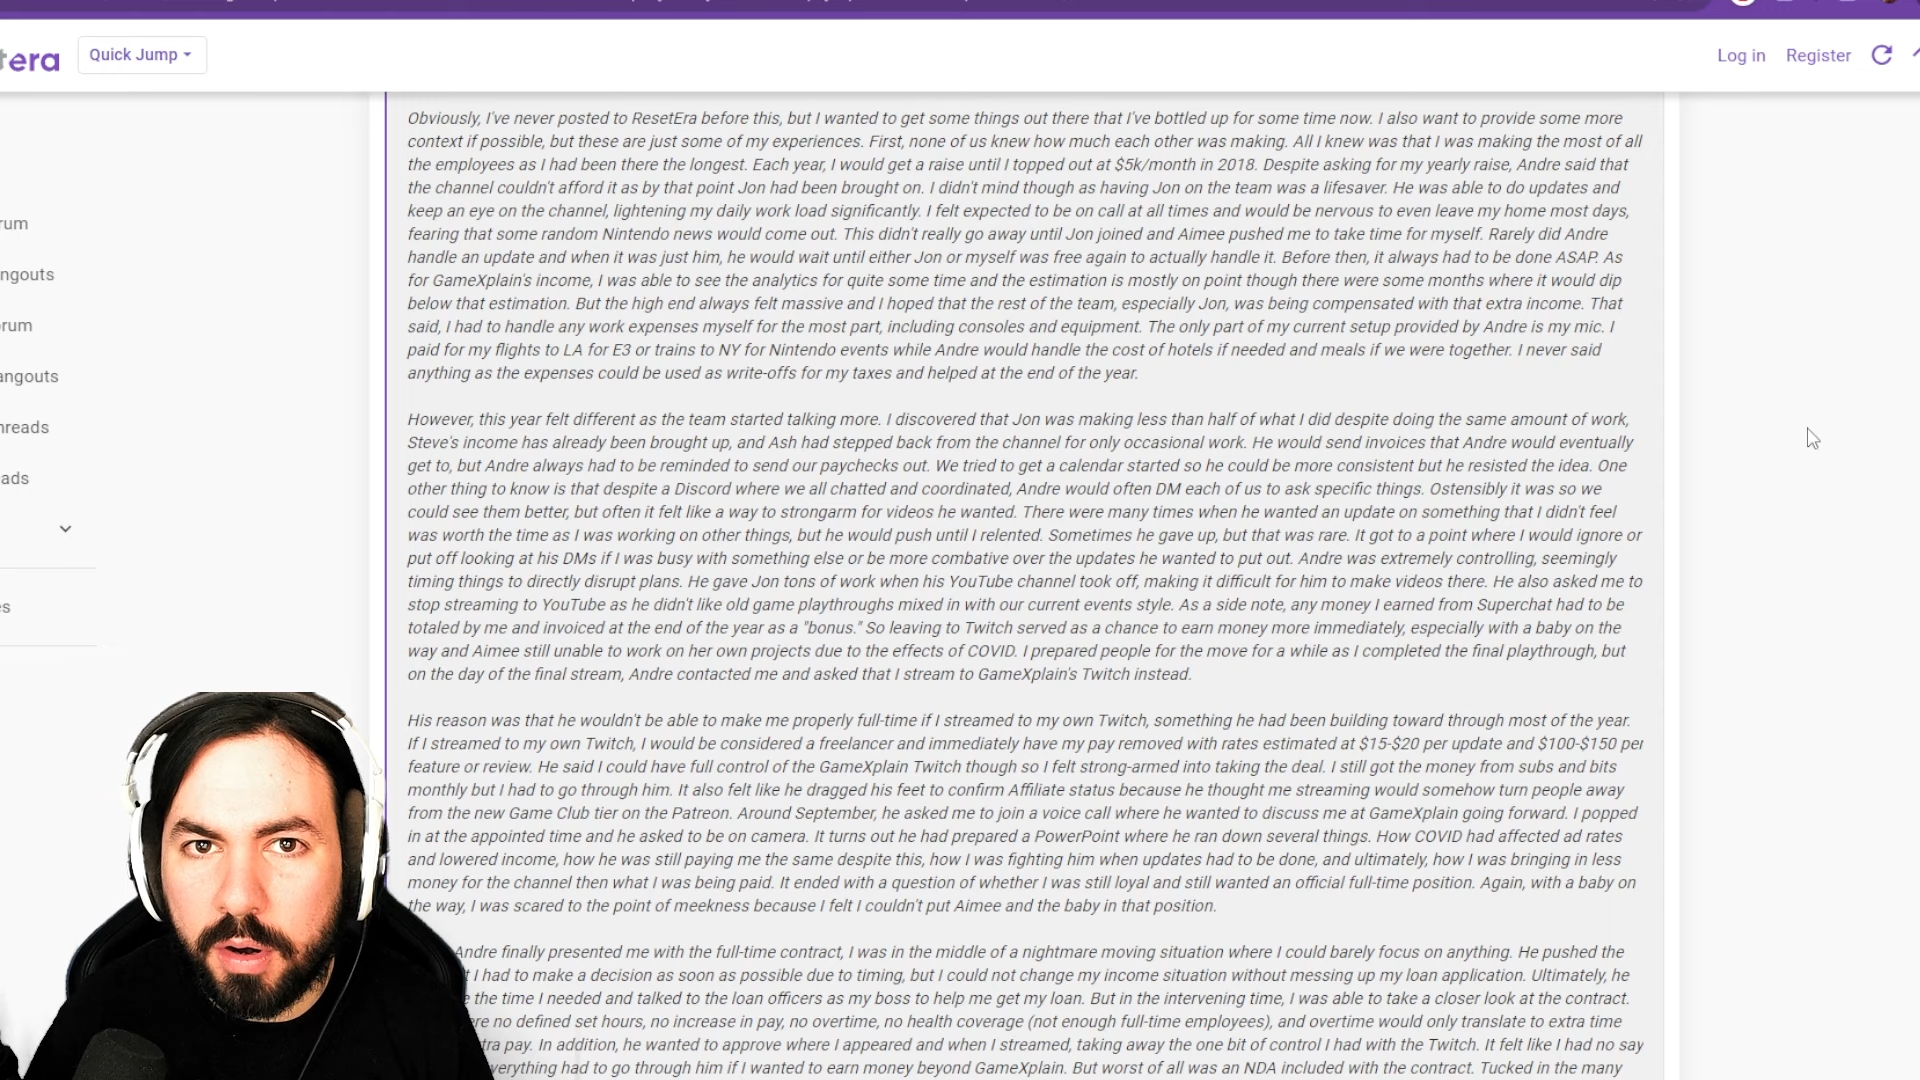 era
Quick Jump
Log in
Register
rum
ngouts
orum
angouts
hreads
ads
es
Obviously, I've never posted to ResetEra before this, but I wanted to get some things out there that I've bottled up for some time now. I also want to provide some more
context if possible, but these are just some of my experiences. First, none of us knew how much each other was making. All I knew was that I was making the most of all
the employees as I had been there the longest. Each year, I would get a raise until I topped out at $5k/month in 2018. Despite asking for my yearly raise, Andre said that
the channel couldn't afford it as by that point Jon had been brought on. I didn't mind though as having Jon on the team was a lifesaver. He was able to do updates and
keep an eye on the channel, lightening my daily work load significantly. I felt expected to be on call at all times and would be nervous to even leave my home most days,
fearing that some random Nintendo news would come out. This didn't really go away until Jon joined and Aimee pushed me to take time for myself. Rarely did Andre
handle an update and when it was just him, he would wait until either Jon or myself was free again to actually handle it. Before then, it always had to be done ASAP. As
for GameXplain's income, I was able to see the analytics for quite some time and the estimation is mostly on point though there were some months where it would dip
below that estimation. But the high end always felt massive and I hoped that the rest of the team, especially Jon, was being compensated with that extra income. That
said, I had to handle any work expenses myself for the most part, including consoles and equipment. The only part of my current setup provided by Andre is my mic. I
paid for my flights to LA for E3 or trains to NY for Nintendo events while Andre would handle the cost of hotels if needed and meals if we were together. I never said
anything as the expenses could be used as write-offs for my taxes and helped at the end of the year.
However, this year felt different as the team started talking more. I discovered that Jon was making less than half of what I did despite doing the same amount of work,
Steve's income has already been brought up, and Ash had stepped back from the channel for only occasional work. He would send invoices that Andre would eventually
get to, but Andre always had to be reminded to send our paychecks out. We tried to get a calendar started so he could be more consistent but he resisted the idea. One
other thing to know is that despite a Discord where we all chatted and coordinated, Andre would often DM each of us to ask specific things. Ostensibly it was so we
could see them better, but often it felt like a way to strongarm for videos he wanted. There were many times when he wanted an update on something that I didn't feel
was worth the time as I was working on other things, but he would push until I relented. Sometimes he gave up, but that was rare. It got to a point where I would ignore or
put off looking at his DMs if I was busy with something else or be more combative over the updates he wanted to put out. Andre was extremely controlling, seemingly
timing things to directly disrupt plans. He gave Jon tons of work when his YouTube channel took off, making it difficult for him to make videos there. He also asked me to
stop streaming to YouTube as he didn't like old game playthroughs mixed in with our current events style. As a side note, any money I earned from Superchat had to be
totaled by me and invoiced at the end of the year as a "bonus." So leaving to Twitch served as a chance to earn money more immediately, especially with a baby on the
way and Aimee still unable to work on her own projects due to the effects of COVID. I prepared people for the move for a while as I completed the final playthrough, but
on the day of the final stream, Andre contacted me and asked that I stream to GameXplain's Twitch instead.
His reason was that he wouldn't be able to make me properly full-time if I streamed to my own Twitch, something he had been building toward through most of the year.
If I streamed to my own Twitch, I would be considered a freelancer and immediately have my pay removed with rates estimated at $15-$20 per update and $100-$150 per
feature or review. He said I could have full control of the GameXplain Twitch though so I felt strong-armed into taking the deal. I still got the money from subs and bits
monthly but I had to go through him. It also felt like he dragged his feet to confirm Affiliate status because he thought me streaming would somehow turn people away
from the new Game Club tier on the Patreon. Around September, he asked me to join a voice call where he wanted to discuss me at GameXplain going forward. I popped
in at the appointed time and he asked to be on camera. It turns out he had prepared a PowerPoint where he ran down several things. How COVID had affected ad rates
and lowered income, how he was still paying me the same despite this, how I was fighting him when updates had to be done, and ultimately, how I was bringing in less
money for the channel then what I was being paid. It ended with a question of whether I was still loyal and still wanted an official full-time position. Again, with a baby on
the way, I was scared to the point of meekness because I felt I couldn't put Aimee and the baby in that position.
Andre finally presented me with the full-time contract, I was in the middle of a nightmare moving situation where I could barely focus on anything. He pushed the
t I had to make a decision as soon as possible due to timing, but I could not change my income situation without messing up my loan application. Ultimately, he
e the time I needed and talked to the loan officers as my boss to help me get my loan. But in the intervening time, I was able to take a closer look at the contract.
ere no defined set hours, no increase in pay, no overtime, no health coverage (not enough full-time employees), and overtime would only translate to extra time
tra pay. In addition, he wanted to approve where I appeared and when I streamed, taking away the one bit of control I had with the Twitch. It felt like I had no say
verything had to go through him if I wanted to earn money beyond GameXplain. But worst of all was an NDA included with the contract. Tucked in the many